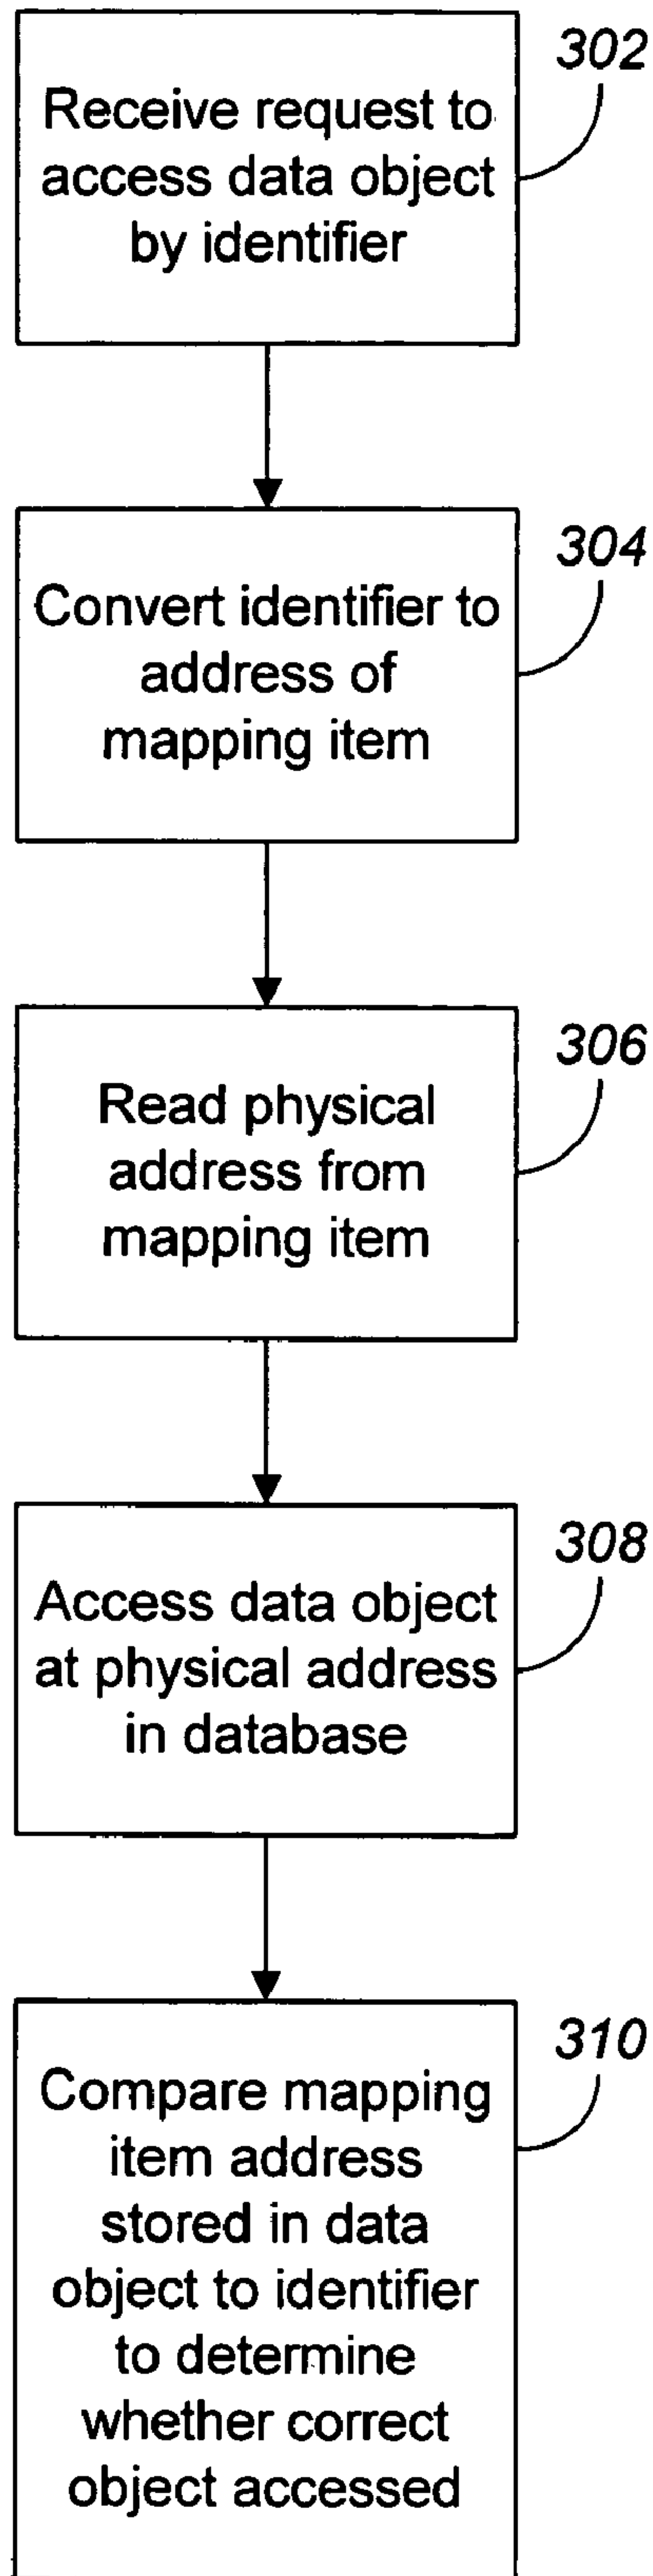 302
Receive request to
access data object
by identifier
304
Convert identifier to
address of
mapping item
306
Read physical
address from
mapping item
308
Access data object
at physical address
in database
310
Compare mapping
item address
stored in data
object to identifier
to determine
whether correct
object accessed